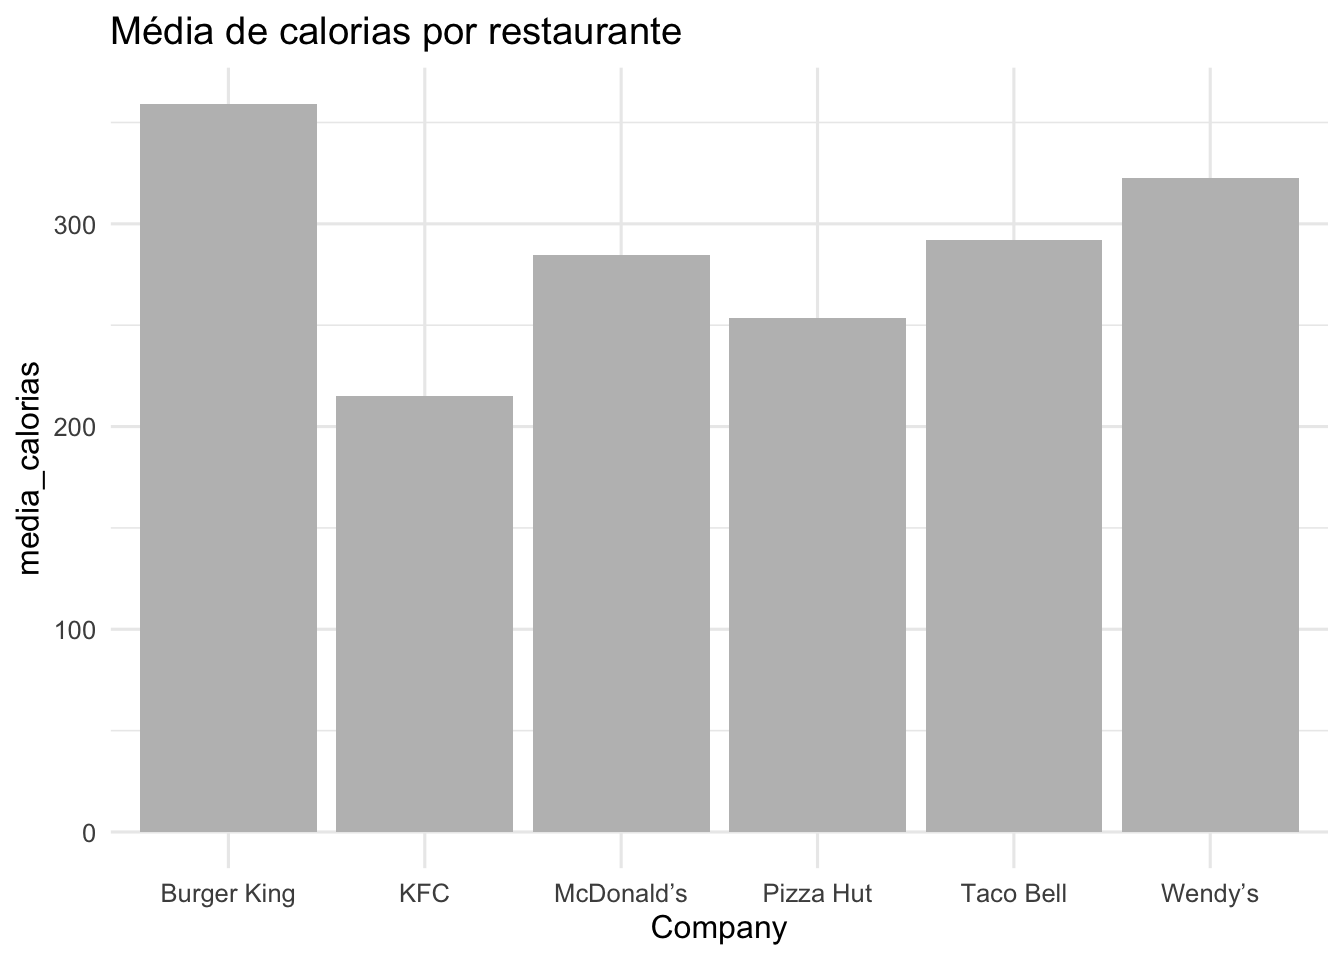 Média de calorias por restaurante
media_calorias
300
200
100
0
Burger King
KFC
McDonald’s
Pizza Hut
Taco Bell
Wendy’s
Company